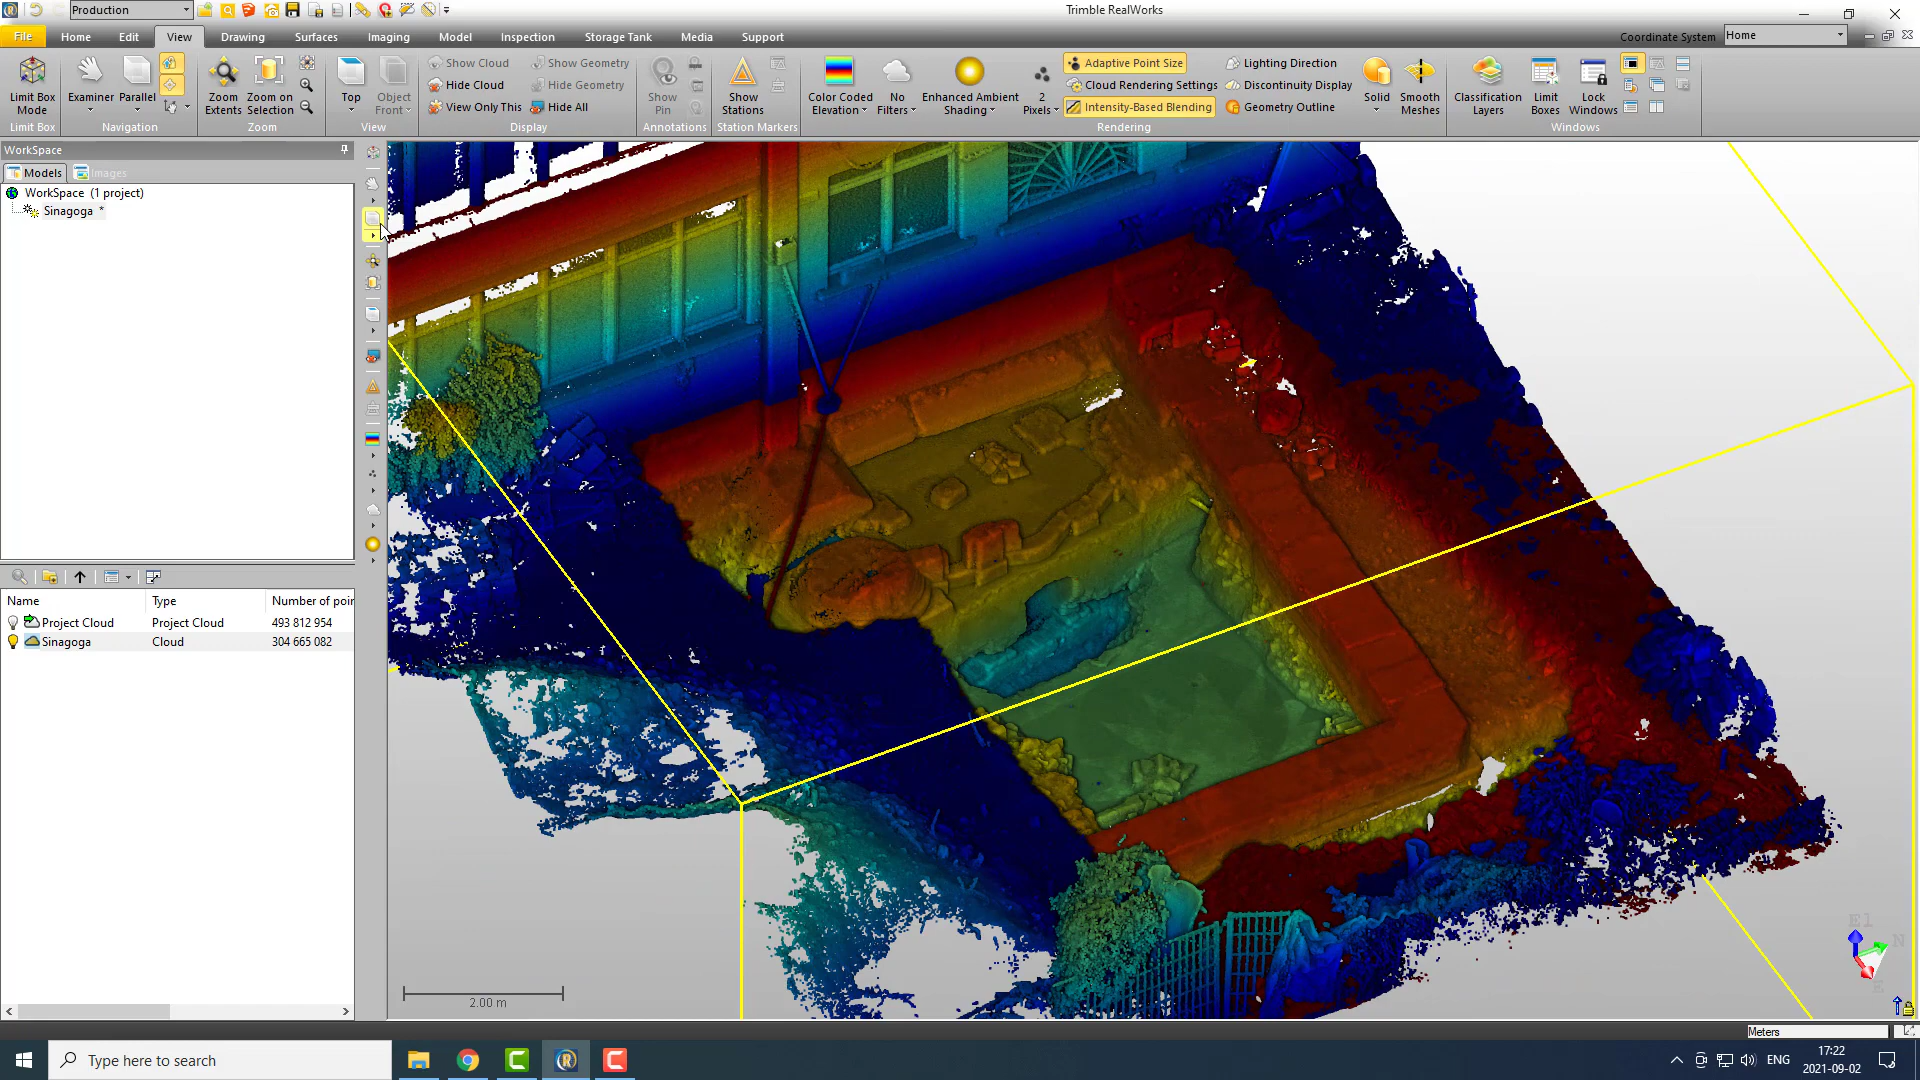 Production
Trimble RealWorks
File Home Edit View Drawing Surfaces Imaging Model Inspection Storage Tank Media Support
Coordinate System Home
Limit Box Mode
Examiner
Parallel
Zoom Extents
Zoom on Selection
Top
Object Front
Show Cloud
Hide Cloud
View Only This
Show Geometry
Hide Geometry
Hide All
Show Pin
Show Stations
Color Coded Elevation
No Filters
Enhanced Ambient Shading
2 Pixels
Adaptive Point Size
Cloud Rendering Settings
Intensity-Based Blending
Lighting Direction
Discontinuity Display
Geometry Outline
Solid
Smooth Meshes
Classification Layers
Limit Boxes
Lock Windows
Limit Box Navigation Zoom View Display Annotations Station Markers Rendering Windows
WorkSpace
Models Images
WorkSpace (1 project)
Sinagoga *
Name Type Number of poin
Project Cloud Project Cloud 493 812 954
Sinagoga Cloud 304 665 082
2.00 m
El
N
E
Meters
Type here to search
ENG
17:22
2021-09-02